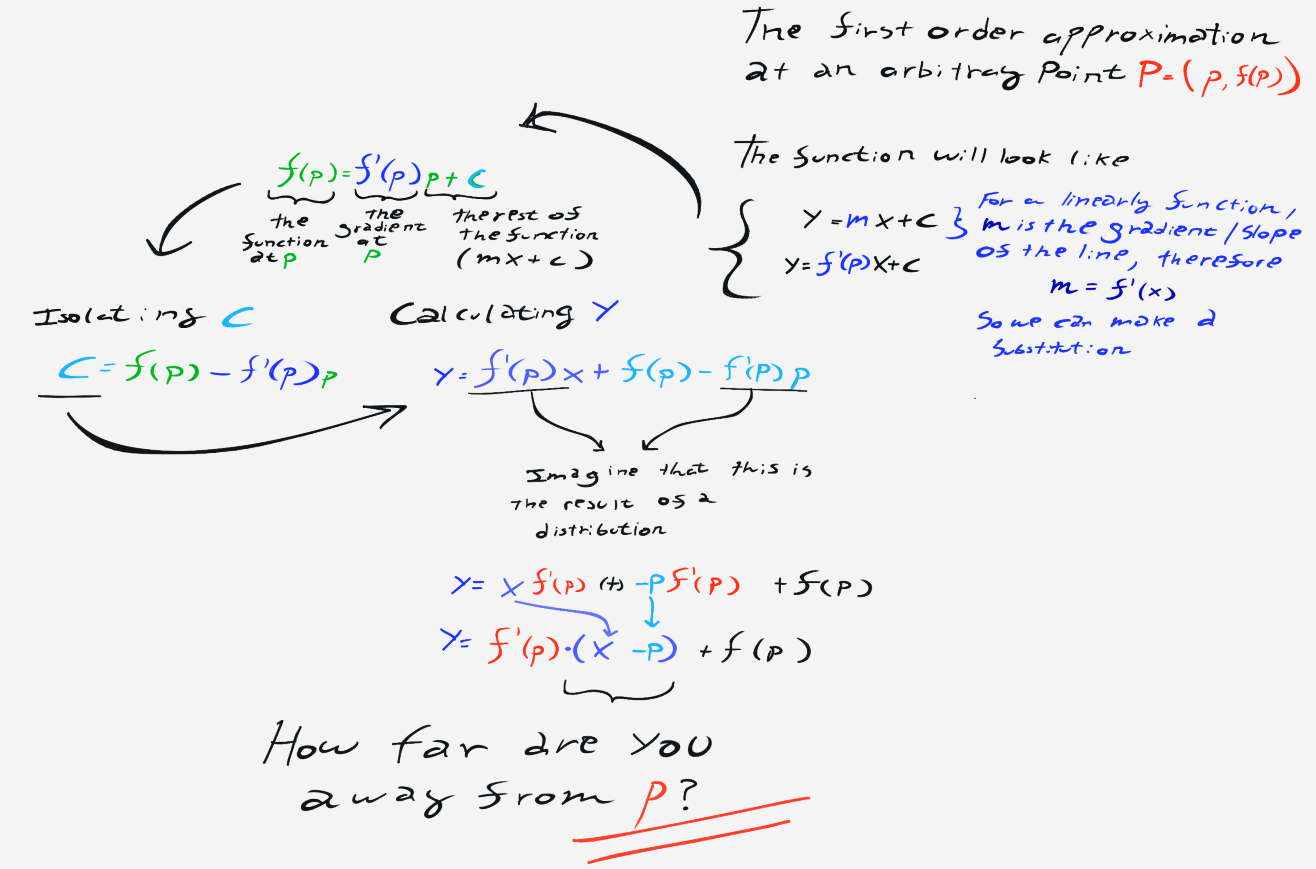 The first order approximation
at an arbitray Point P=(p, f(p))
The function will look like
y = m x + c
y = f'(p) x + c
For a linearly function,
m is the gradient / slope
of the line, therefore
m = f'(x)
So we can make a
substitution
f(p) = f'(p) p + c
the
function
at p
the
gradient
at
p
the rest of
the function
(mx + c)
Isolating C
C = f(p) - f'(p) p
Calculating Y
y = f'(p) x + f(p) - f'(p) p
Imagine that this is
the result of a
distribution
y = x f'(p) (+) -p f'(p) + f(p)
y = f'(p) · (x - p) + f(p)
How far are you
away from p?